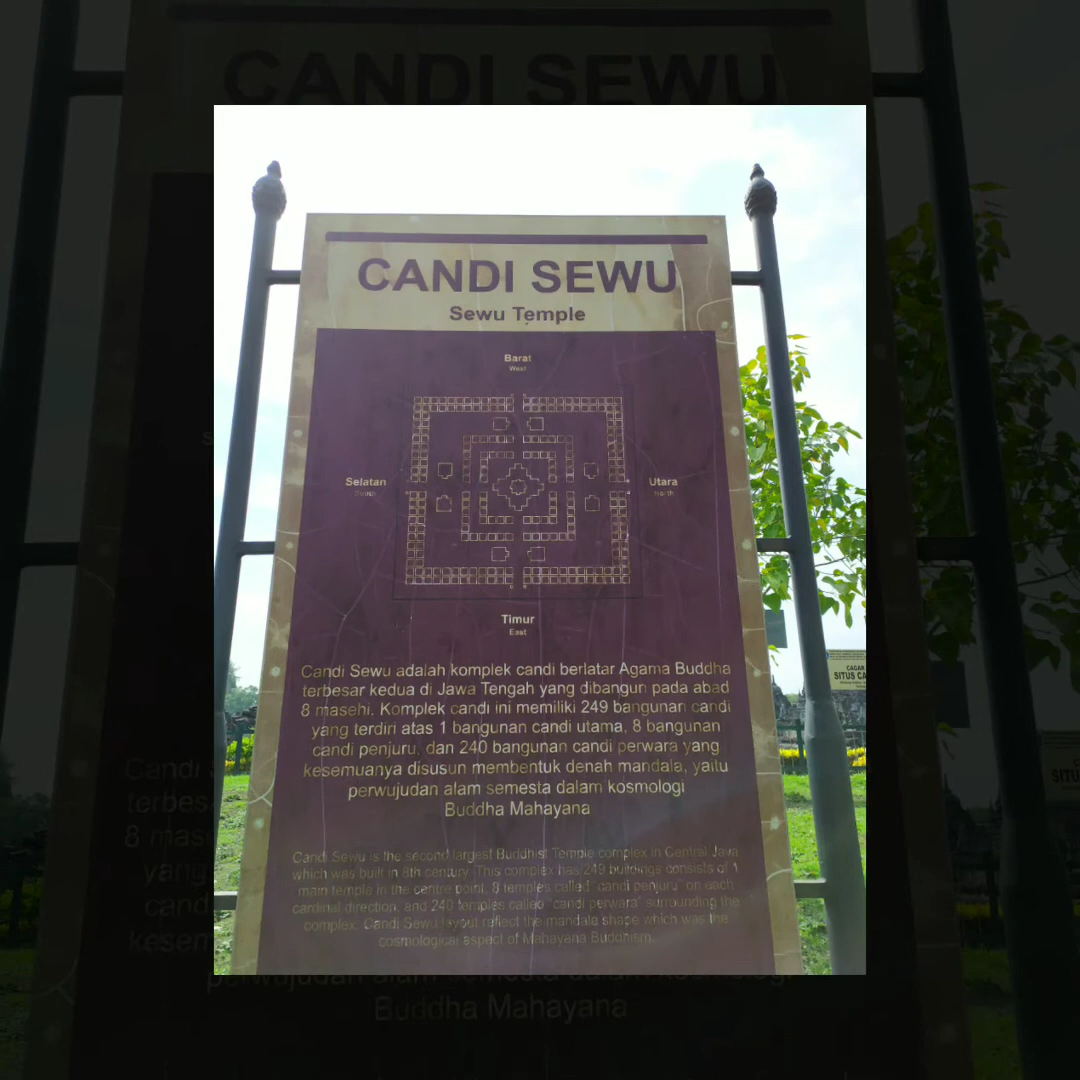 CANDI SEWU
Sewu Temple
Barat
West
Selatan
South
Utara
North
Timur
East
Candi Sewu adalah komplek candi berlatar Agama Buddha
terbesar kedua di Jawa Tengah yang dibangun pada abad
8 masehi. Komplek candi ini memiliki 249 bangunan candi
yang terdiri atas 1 bangunan candi utama, 8 bangunan
candi penjuru, dan 240 bangunan candi perwara yang
kesemuanya disusun membentuk denah mandala, yaitu
perwujudan alam semesta dalam kosmologi
Buddha Mahayana
Candi Sewu is the second largest Buddhist Temple complex in Central Java
which was built in 8th century. This complex has 249 buildings consists of 1
main temple in the centre point, 8 temples called "candi penjuru" on each
cardinal direction, and 240 temples called "candi perwara" surrounding the
complex. Candi Sewu layout reflect the mandala shape which was the
cosmological aspect of Mahayana Buddhism.
CAGAR
SITUS CA